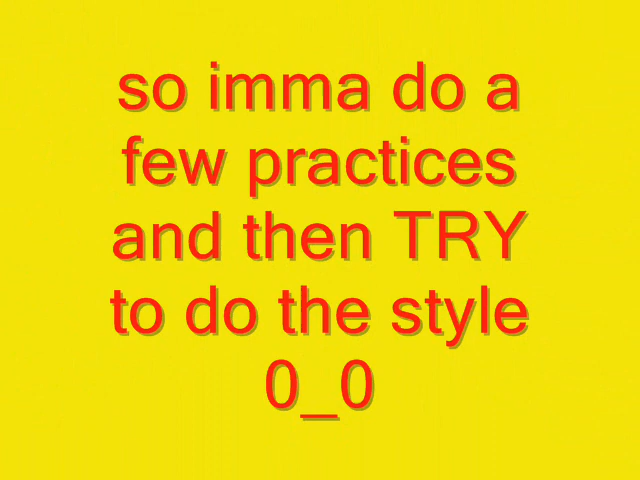 so imma do a
few practices
and then TRY
to do the style
0_0